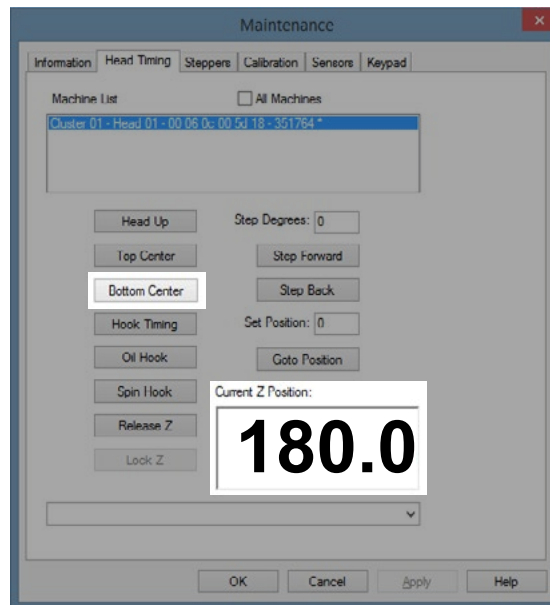 Maintenance
Information Head Timing Steppers Calibration Sensors Keypad
Machine List All Machines
Cluster 01 - Head 01 - 00 06 0c 00 5d 18 - 351764 *
Head Up Step Degrees: 0
Top Center Step Forward
Bottom Center Step Back
Hook Timing Set Position: 0
Oil Hook Goto Position
Spin Hook Current Z Position:
Release Z
180.0
Lock Z
OK Cancel Apply Help